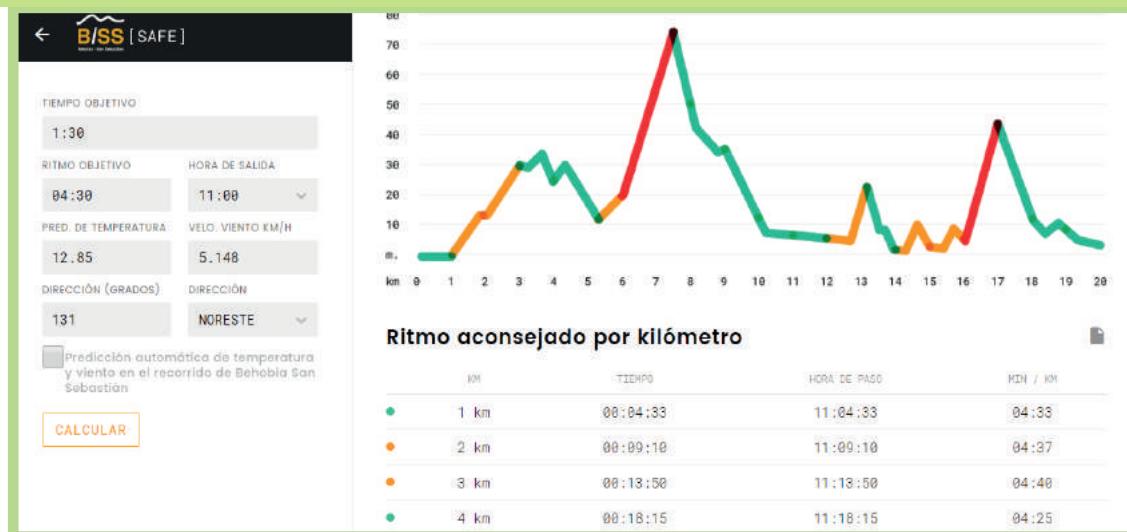 B/SS [ SAFE ]
TIEMPO OBJETIVO
1:30
RITMO OBJETIVO HORA DE SALIDA
04:30 11:00
PRED. DE TEMPERATURA VELO. VIENTO KM/H
12.85 5.148
DIRECCIÓN (GRADOS) DIRECCIÓN
131 NORESTE
Predicción automática de temperatura
y viento en el recorrido de Behobia San
Sebastián
CALCULAR
80
70
60
50
40
30
20
10
m.
km 0 1 2 3 4 5 6 7 8 9 10 11 12 13 14 15 16 17 18 19 20
Ritmo aconsejado por kilómetro
KM TIEMPO HORA DE PASO MIN / KM
1 km 00:04:33 11:04:33 04:33
2 km 00:09:10 11:09:10 04:37
3 km 00:13:50 11:13:50 04:40
4 km 00:18:15 11:18:15 04:25